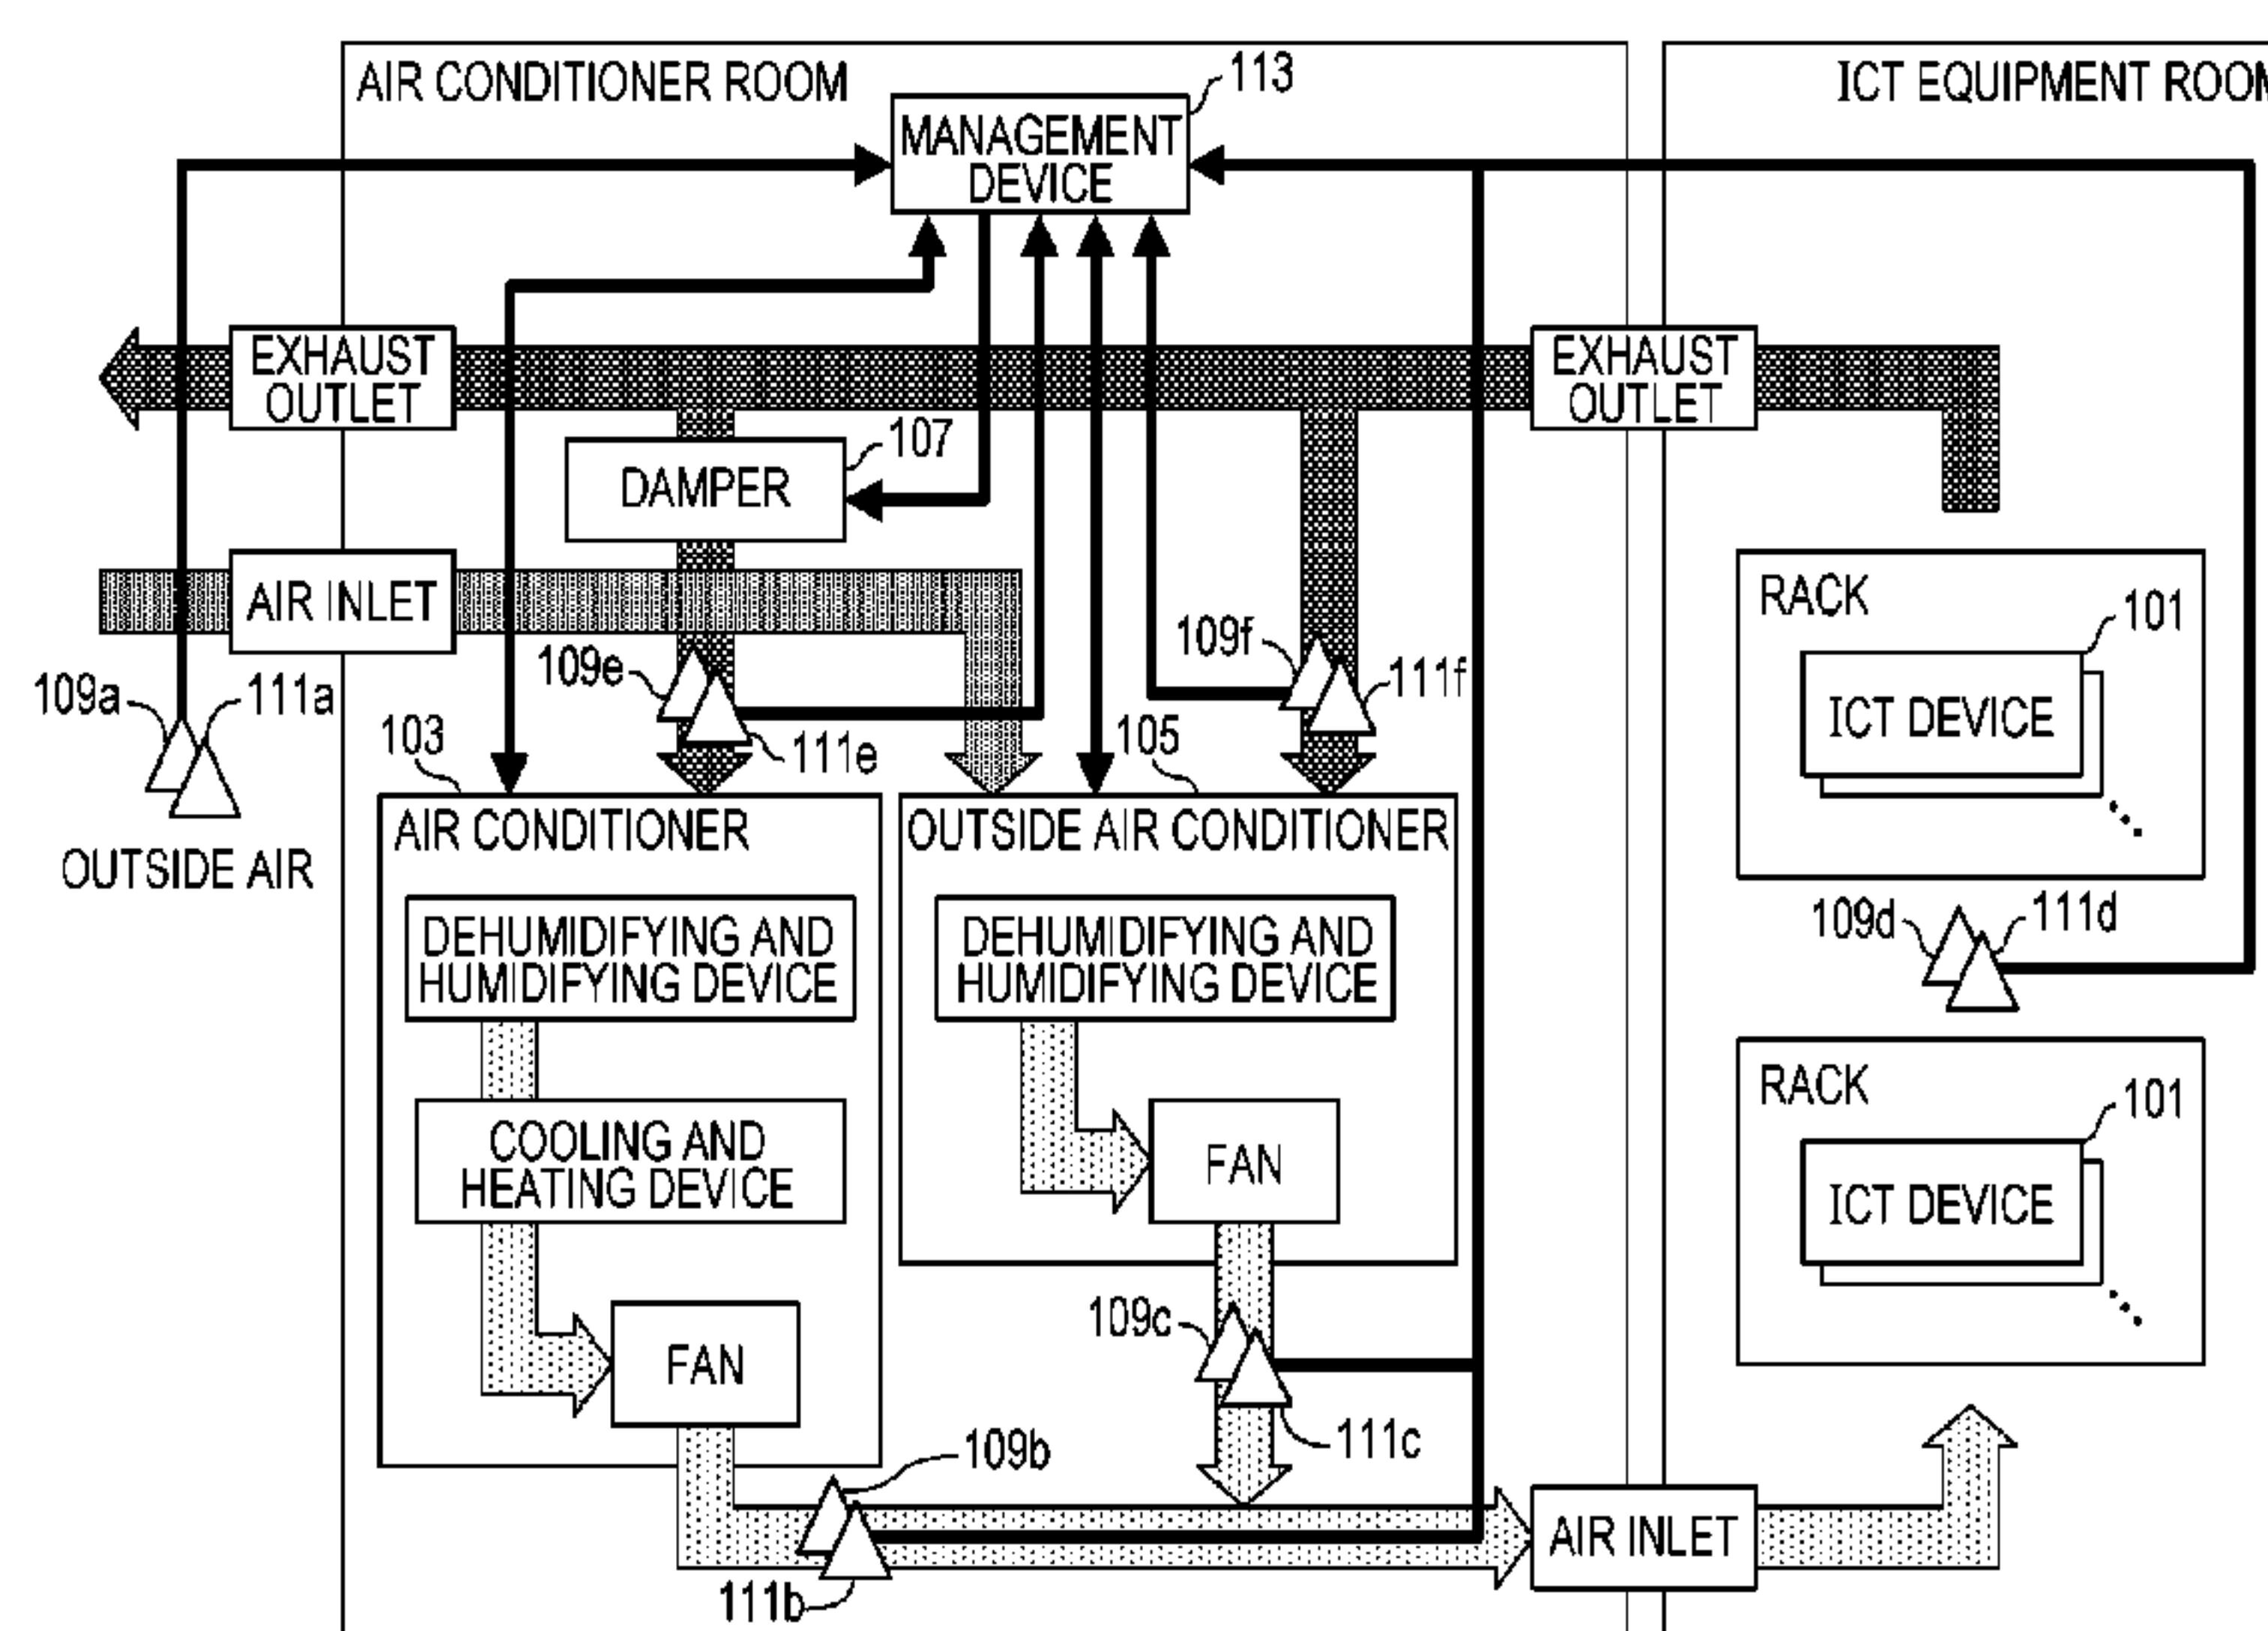 AIR CONDITIONER ROOM
113
ICT EQUIPMENT ROOM
MANAGEMENT
DEVICE
EXHAUST
OUTLET
EXHAUST
OUTLET
107
DAMPER
AIR INLET
RACK
101
ICT DEVICE
109e
109f
111f
109a
111a
103
111e
105
AIR CONDITIONER
OUTSIDE AIR CONDITIONER
OUTSIDE AIR
DEHUMIDIFYING AND
HUMIDIFYING DEVICE
DEHUMIDIFYING AND
HUMIDIFYING DEVICE
109d
111d
RACK
101
ICT DEVICE
COOLING AND
HEATING DEVICE
FAN
FAN
109c
111c
109b
AIR INLET
111b